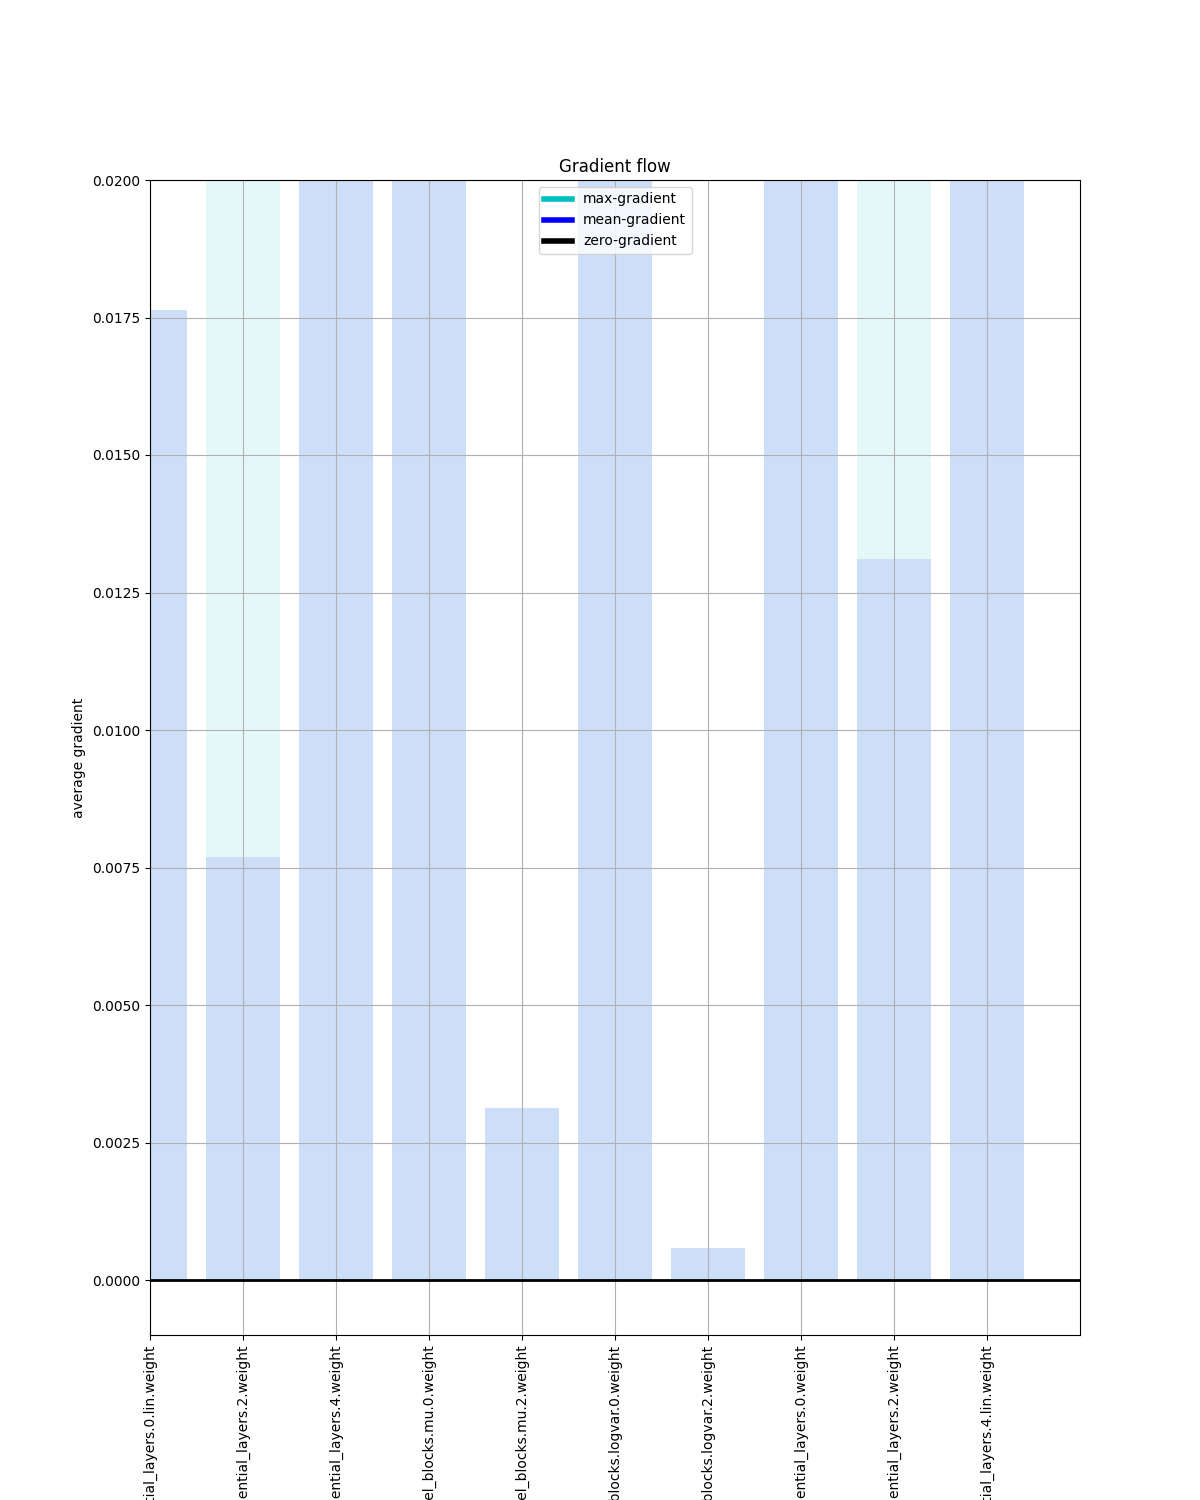 Gradient flow
max-gradient
mean-gradient
zero-gradient
0.0200
0.0175
0.0150
0.0125
0.0100
0.0075
0.0050
0.0025
0.0000
average gradient
tial_layers.0.lin.weight
ential_layers.2.weight
ential_layers.4.weight
el_blocks.mu.0.weight
el_blocks.mu.2.weight
blocks.logvar.0.weight
blocks.logvar.2.weight
ential_layers.0.weight
ential_layers.2.weight
tial_layers.4.lin.weight